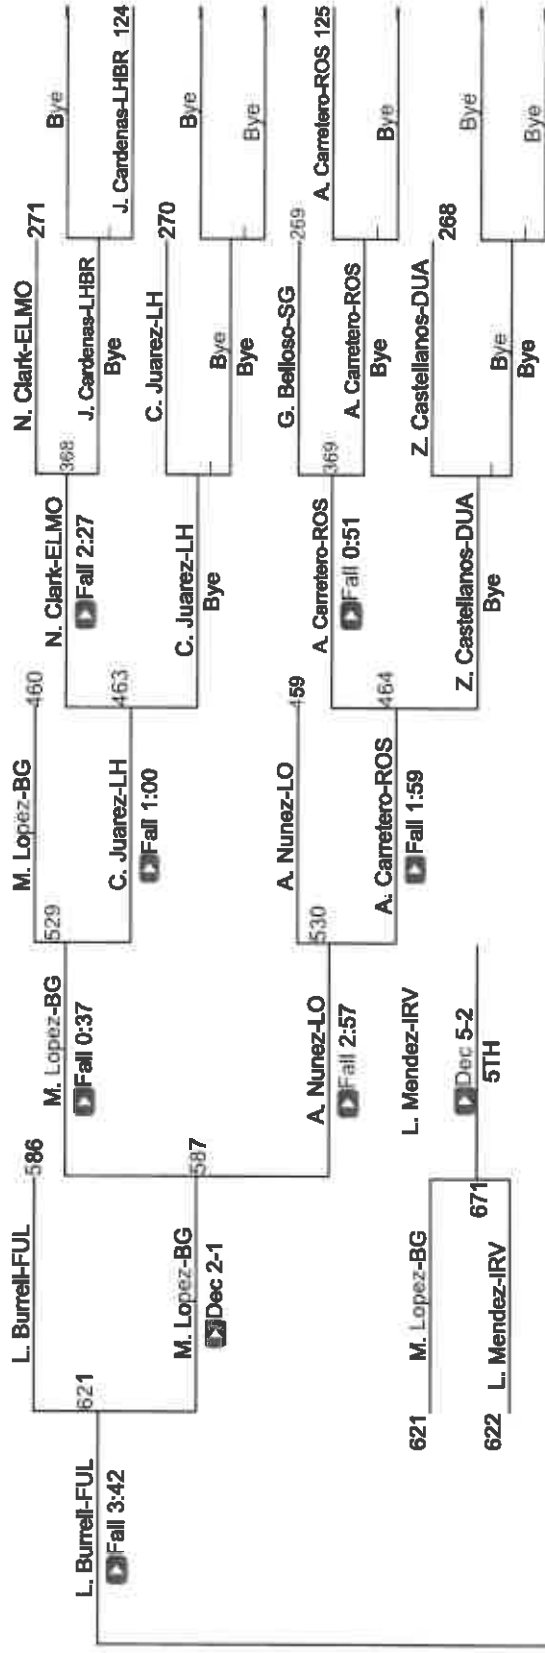 L. Burrell-FUL
Fall 3:42
L. Burrell-FUL
586
621
M. Lopez-BG
Dec 2-1
M. Lopez-BG
Fall 0:37
587
A. Nunez-LO
Fall 2:57
M. Lopez-BG
460
529
C. Juarez-LH
Fall 1:00
A. Nunez-LO
459
530
A. Carretero-ROS
Fall 1:59
N. Clark-ELMO
Fall 2:27
463
C. Juarez-LH
Bye
A. Carretero-ROS
Fall 0:51
464
Z. Castellanos-DUA
Bye
N. Clark-ELMO
271
368
J. Cardenas-LHBR
Bye
C. Juarez-LH
270
Bye
Bye
G. Belloso-SG
269
369
A. Carretero-ROS
Bye
Z. Castellanos-DUA
268
Bye
Bye
Bye
J. Cardenas-LHBR 124
Bye
Bye
A. Carretero-ROS 125
Bye
Bye
Bye
621
M. Lopez-BG
622
L. Mendez-IRV
671
L. Mendez-IRV
Dec 5-2
5TH